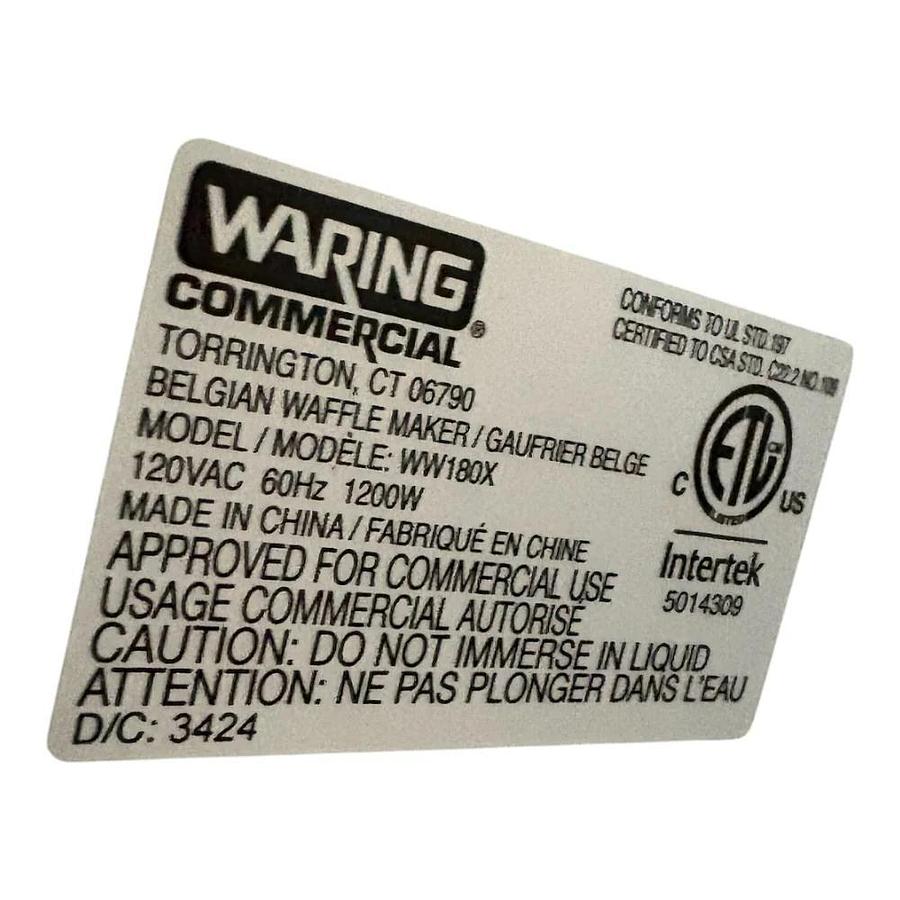 WARING
COMMERCIAL®
TORRINGTON, CT 06790
BELGIAN WAFFLE MAKER / GAUFRIER BELGE
MODEL / MODÈLE: WW180X
120VAC 60Hz 1200W
MADE IN CHINA / FABRIQUÉ EN CHINE
APPROVED FOR COMMERCIAL USE
USAGE COMMERCIAL AUTORISÉ
CAUTION: DO NOT IMMERSE IN LIQUID
ATTENTION: NE PAS PLONGER DANS L'EAU
D/C: 3424
CONFORMS TO UL STD. 197
CERTIFIED TO CSA STD. C22.2 NO. 109
ETL CM
LISTED
C US
Intertek
5014309